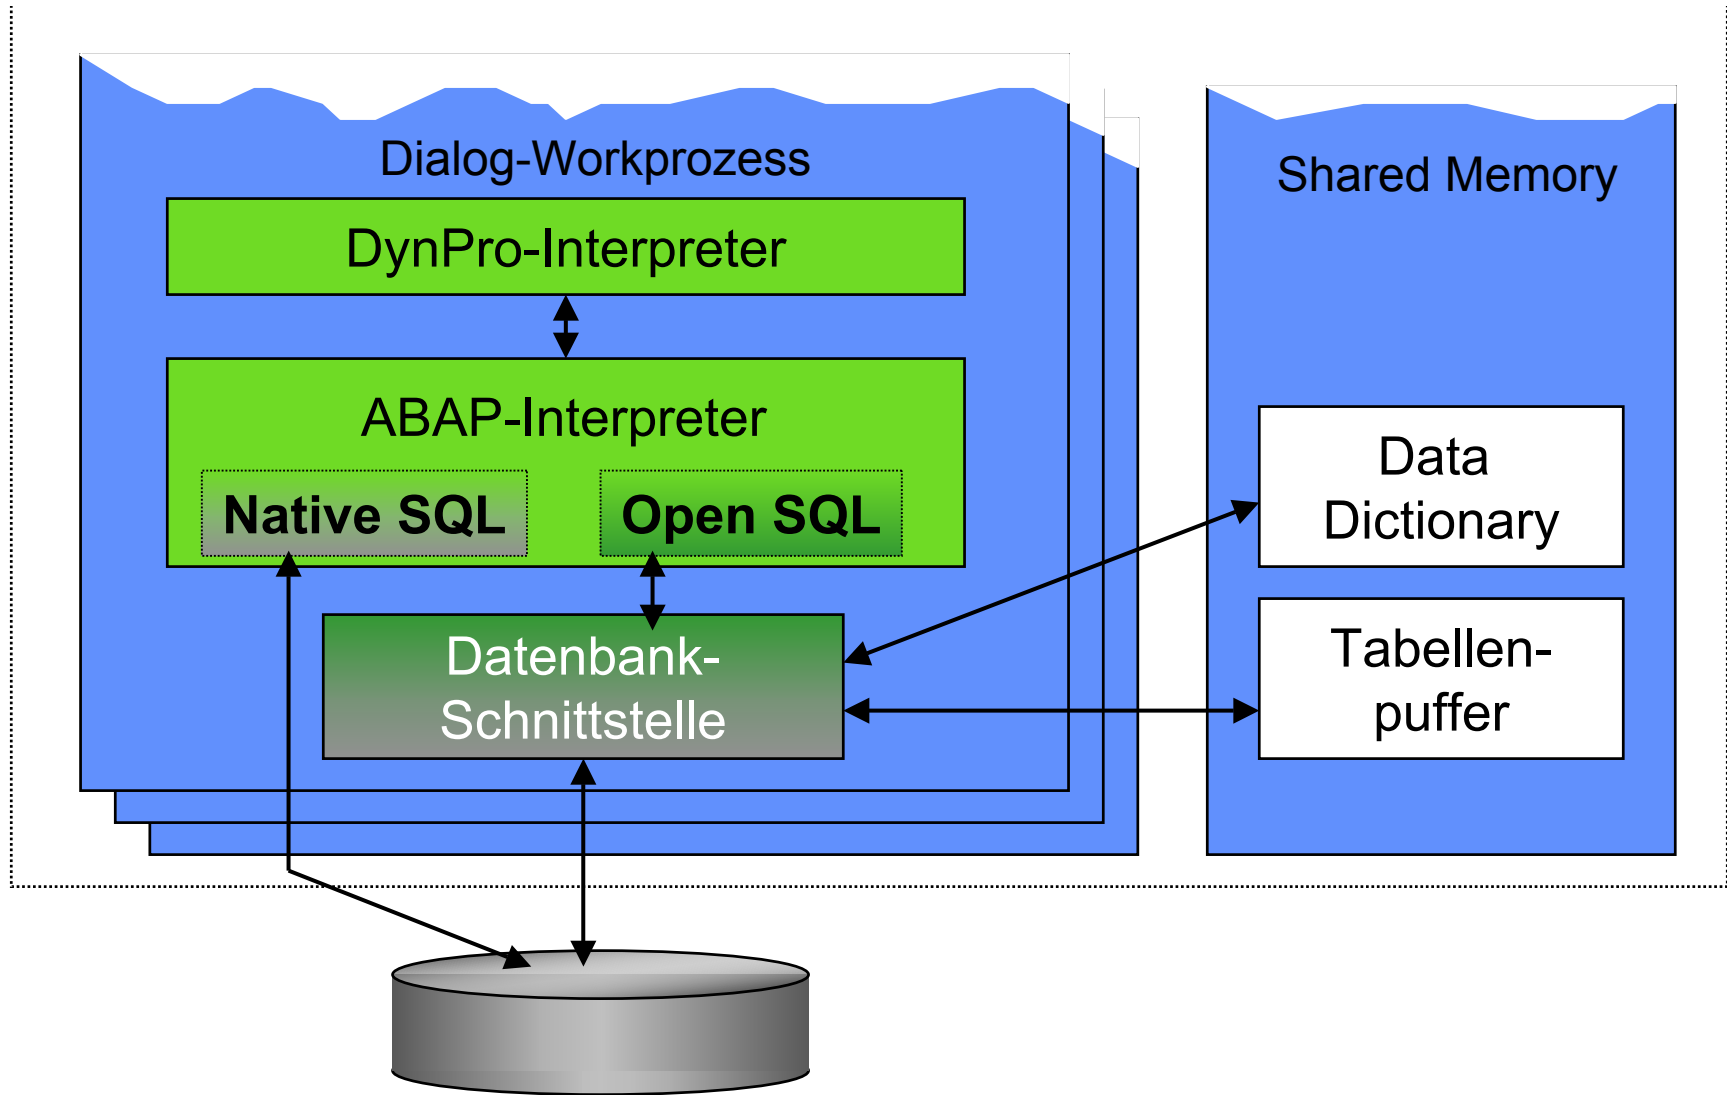 Dialog-Workprozess
DynPro-Interpreter
ABAP-Interpreter
Native SQL
Open SQL
Datenbank-
Schnittstelle
Shared Memory
Data
Dictionary
Tabellen-
puffer